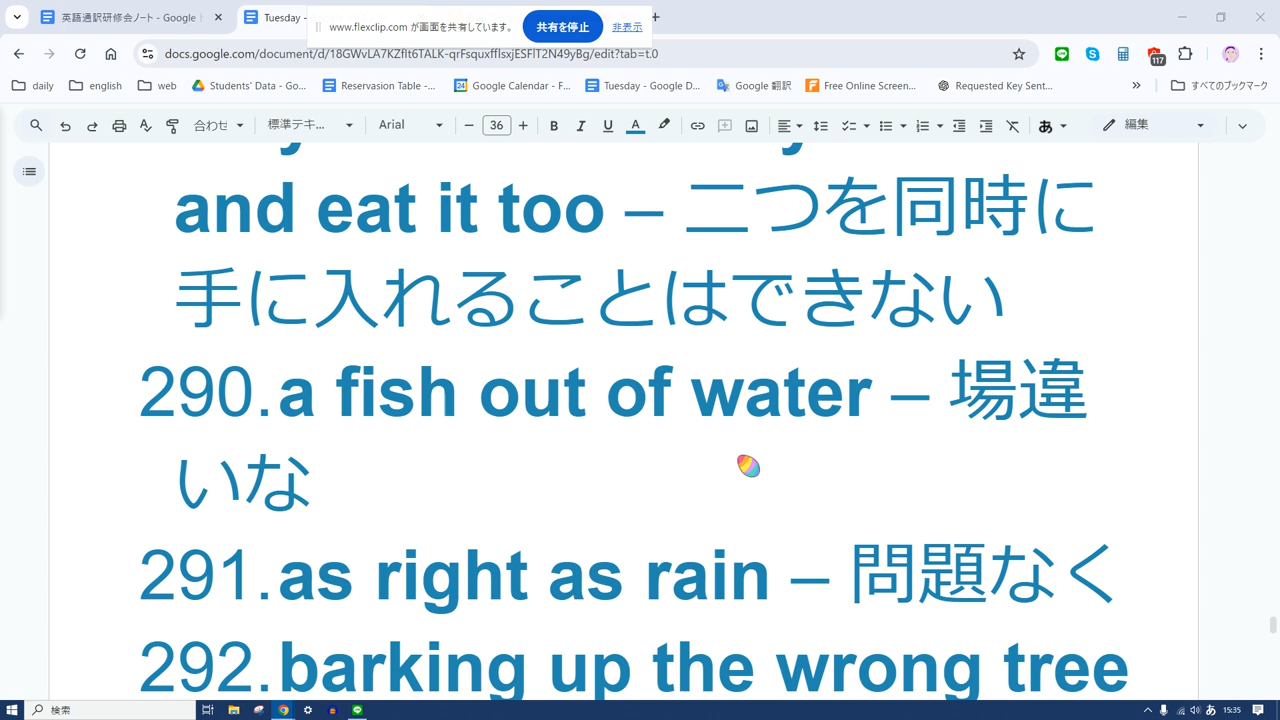 英語通訳研修会ノート - Google
Tuesday -
www.flexclip.com が画面を共有しています。
共有を停止
非表示
docs.google.com/document/d/18GWvLA7KZflt6TALK-qrFsquxfflsxjESFlT2N49yBg/edit?tab=t.0
117
daily
english
web
Students' Data - Go...
Reservasion Table -...
Google Calendar - F...
Tuesday - Google D...
Google 翻訳
Free Online Screen...
Requested Key Sent...
すべてのブックマーク
合わせ
標準テキ...
Arial
36
編集
and eat it too – 二つを同時に
手に入れることはできない
290. a fish out of water – 場違
いな
291. as right as rain – 問題なく
292. barking up the wrong tree
検索
あ
15:35